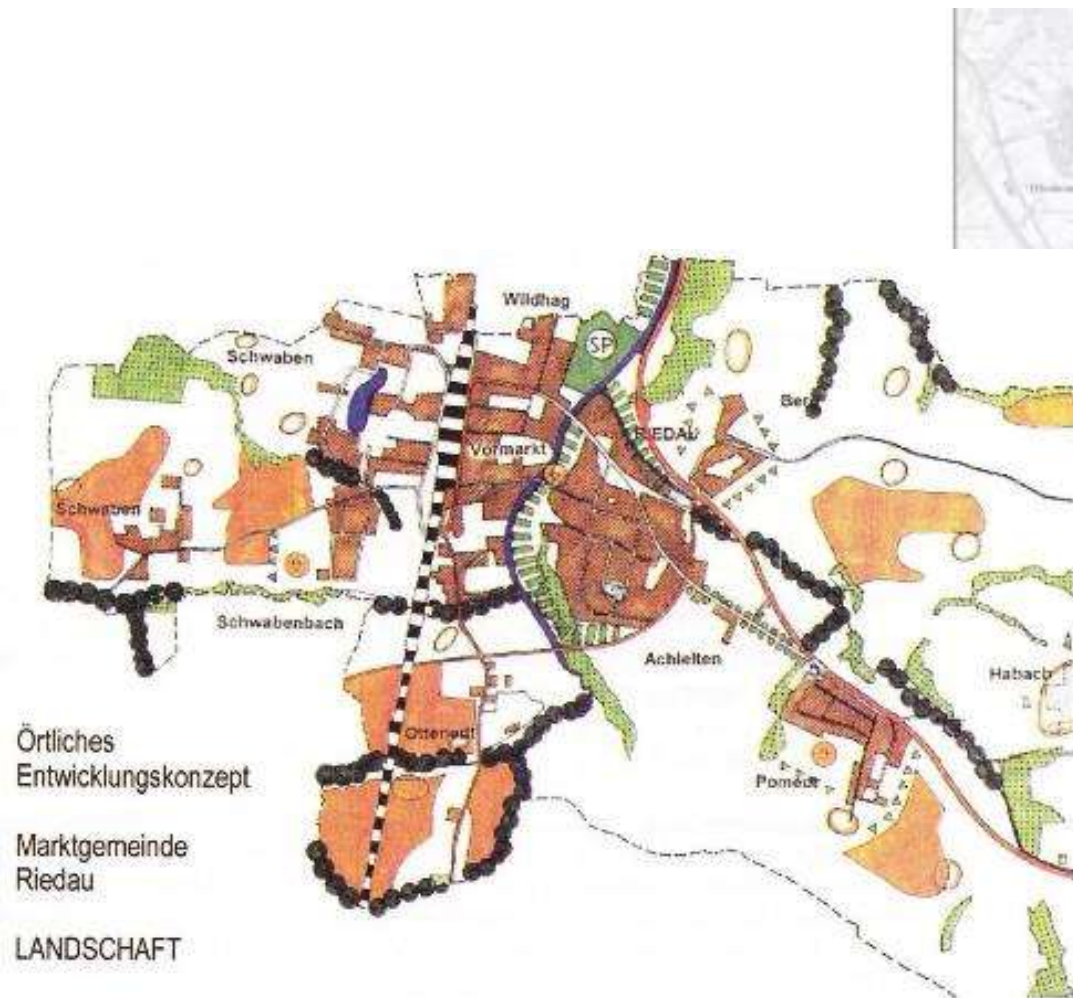 Wildhag
Schwaben
SP
RIEDAU
Vormarkt
Schwaben
Schwabenbach
Achleiten
Habach
Ottenedt
Pomedt
Örtliches
Entwicklungskonzept
Marktgemeinde
Riedau
LANDSCHAFT